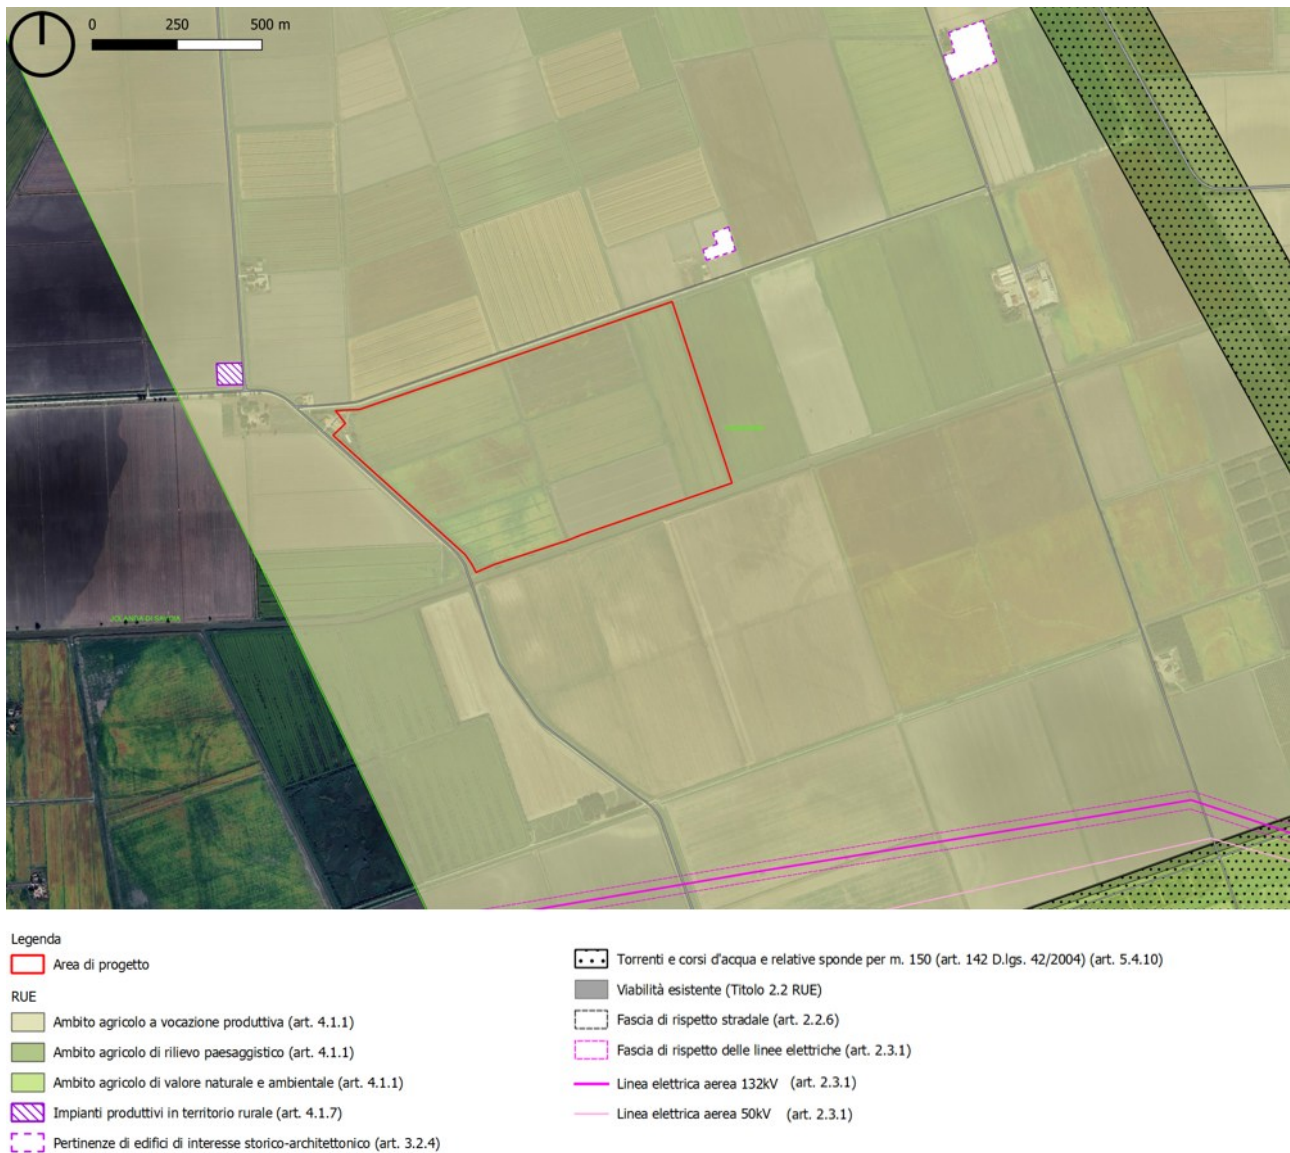 0 250 500 m
JOLANDA DI SAVOIA
Legenda
Area di progetto
RUE
Ambito agricolo a vocazione produttiva (art. 4.1.1)
Ambito agricolo di rilievo paesaggistico (art. 4.1.1)
Ambito agricolo di valore naturale e ambientale (art. 4.1.1)
Impianti produttivi in territorio rurale (art. 4.1.7)
Pertinenze di edifici di interesse storico-architettonico (art. 3.2.4)
Torrenti e corsi d'acqua e relative sponde per m. 150 (art. 142 D.lgs. 42/2004) (art. 5.4.10)
Viabilità esistente (Titolo 2.2 RUE)
Fascia di rispetto stradale (art. 2.2.6)
Fascia di rispetto delle linee elettriche (art. 2.3.1)
Linea elettrica aerea 132kV (art. 2.3.1)
Linea elettrica aerea 50kV (art. 2.3.1)